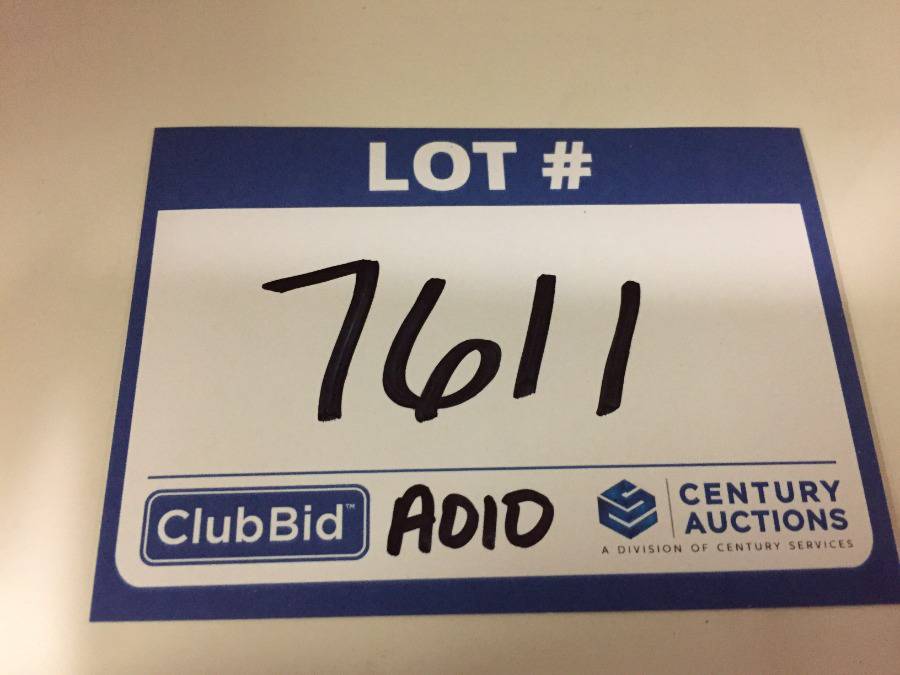 LOT #
7611
ClubBid™ A010 CENTURY
AUCTIONS
A DIVISION OF CENTURY SERVICES